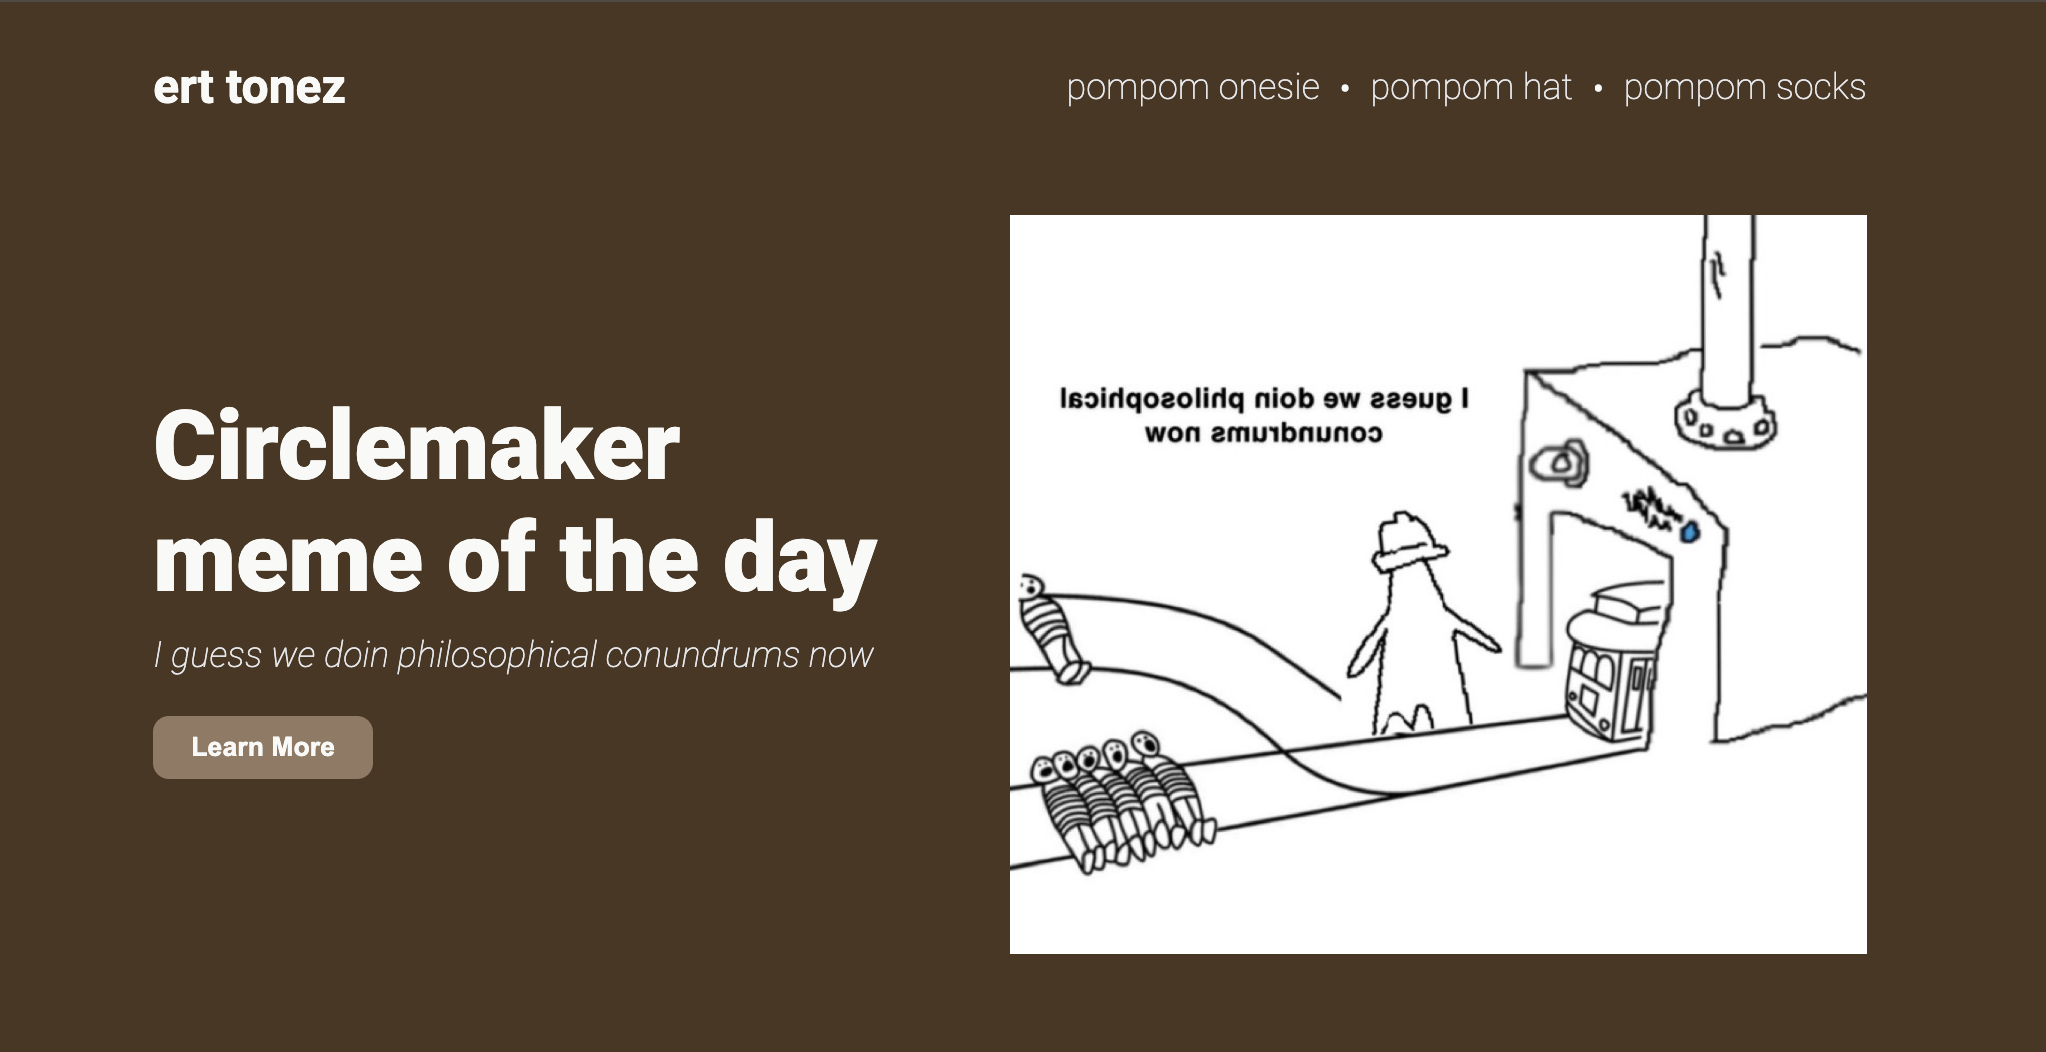 ert tonez
pompom onesie • pompom hat • pompom socks
Circlemaker
meme of the day
I guess we doin philosophical conundrums now
Learn More
I guess we doin philosophical
conundrums now